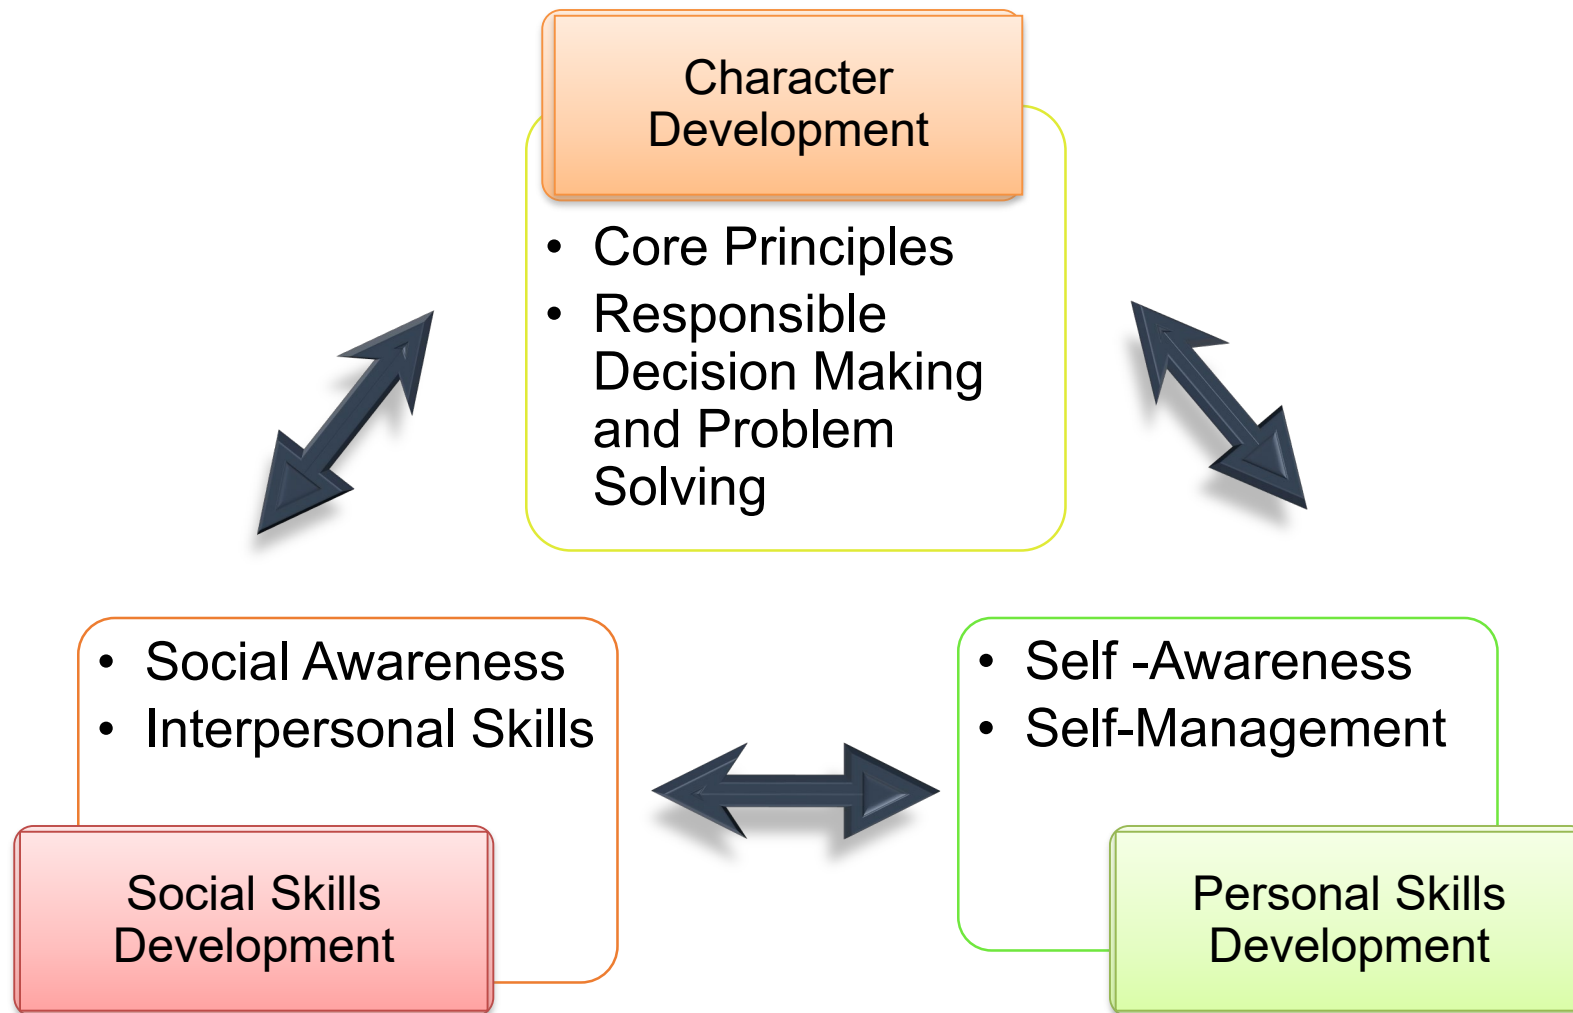 Character
Development
• Core Principles
• Responsible
Decision Making
and Problem
Solving
• Social Awareness
• Interpersonal Skills
Social Skills
Development
• Self -Awareness
• Self-Management
Personal Skills
Development